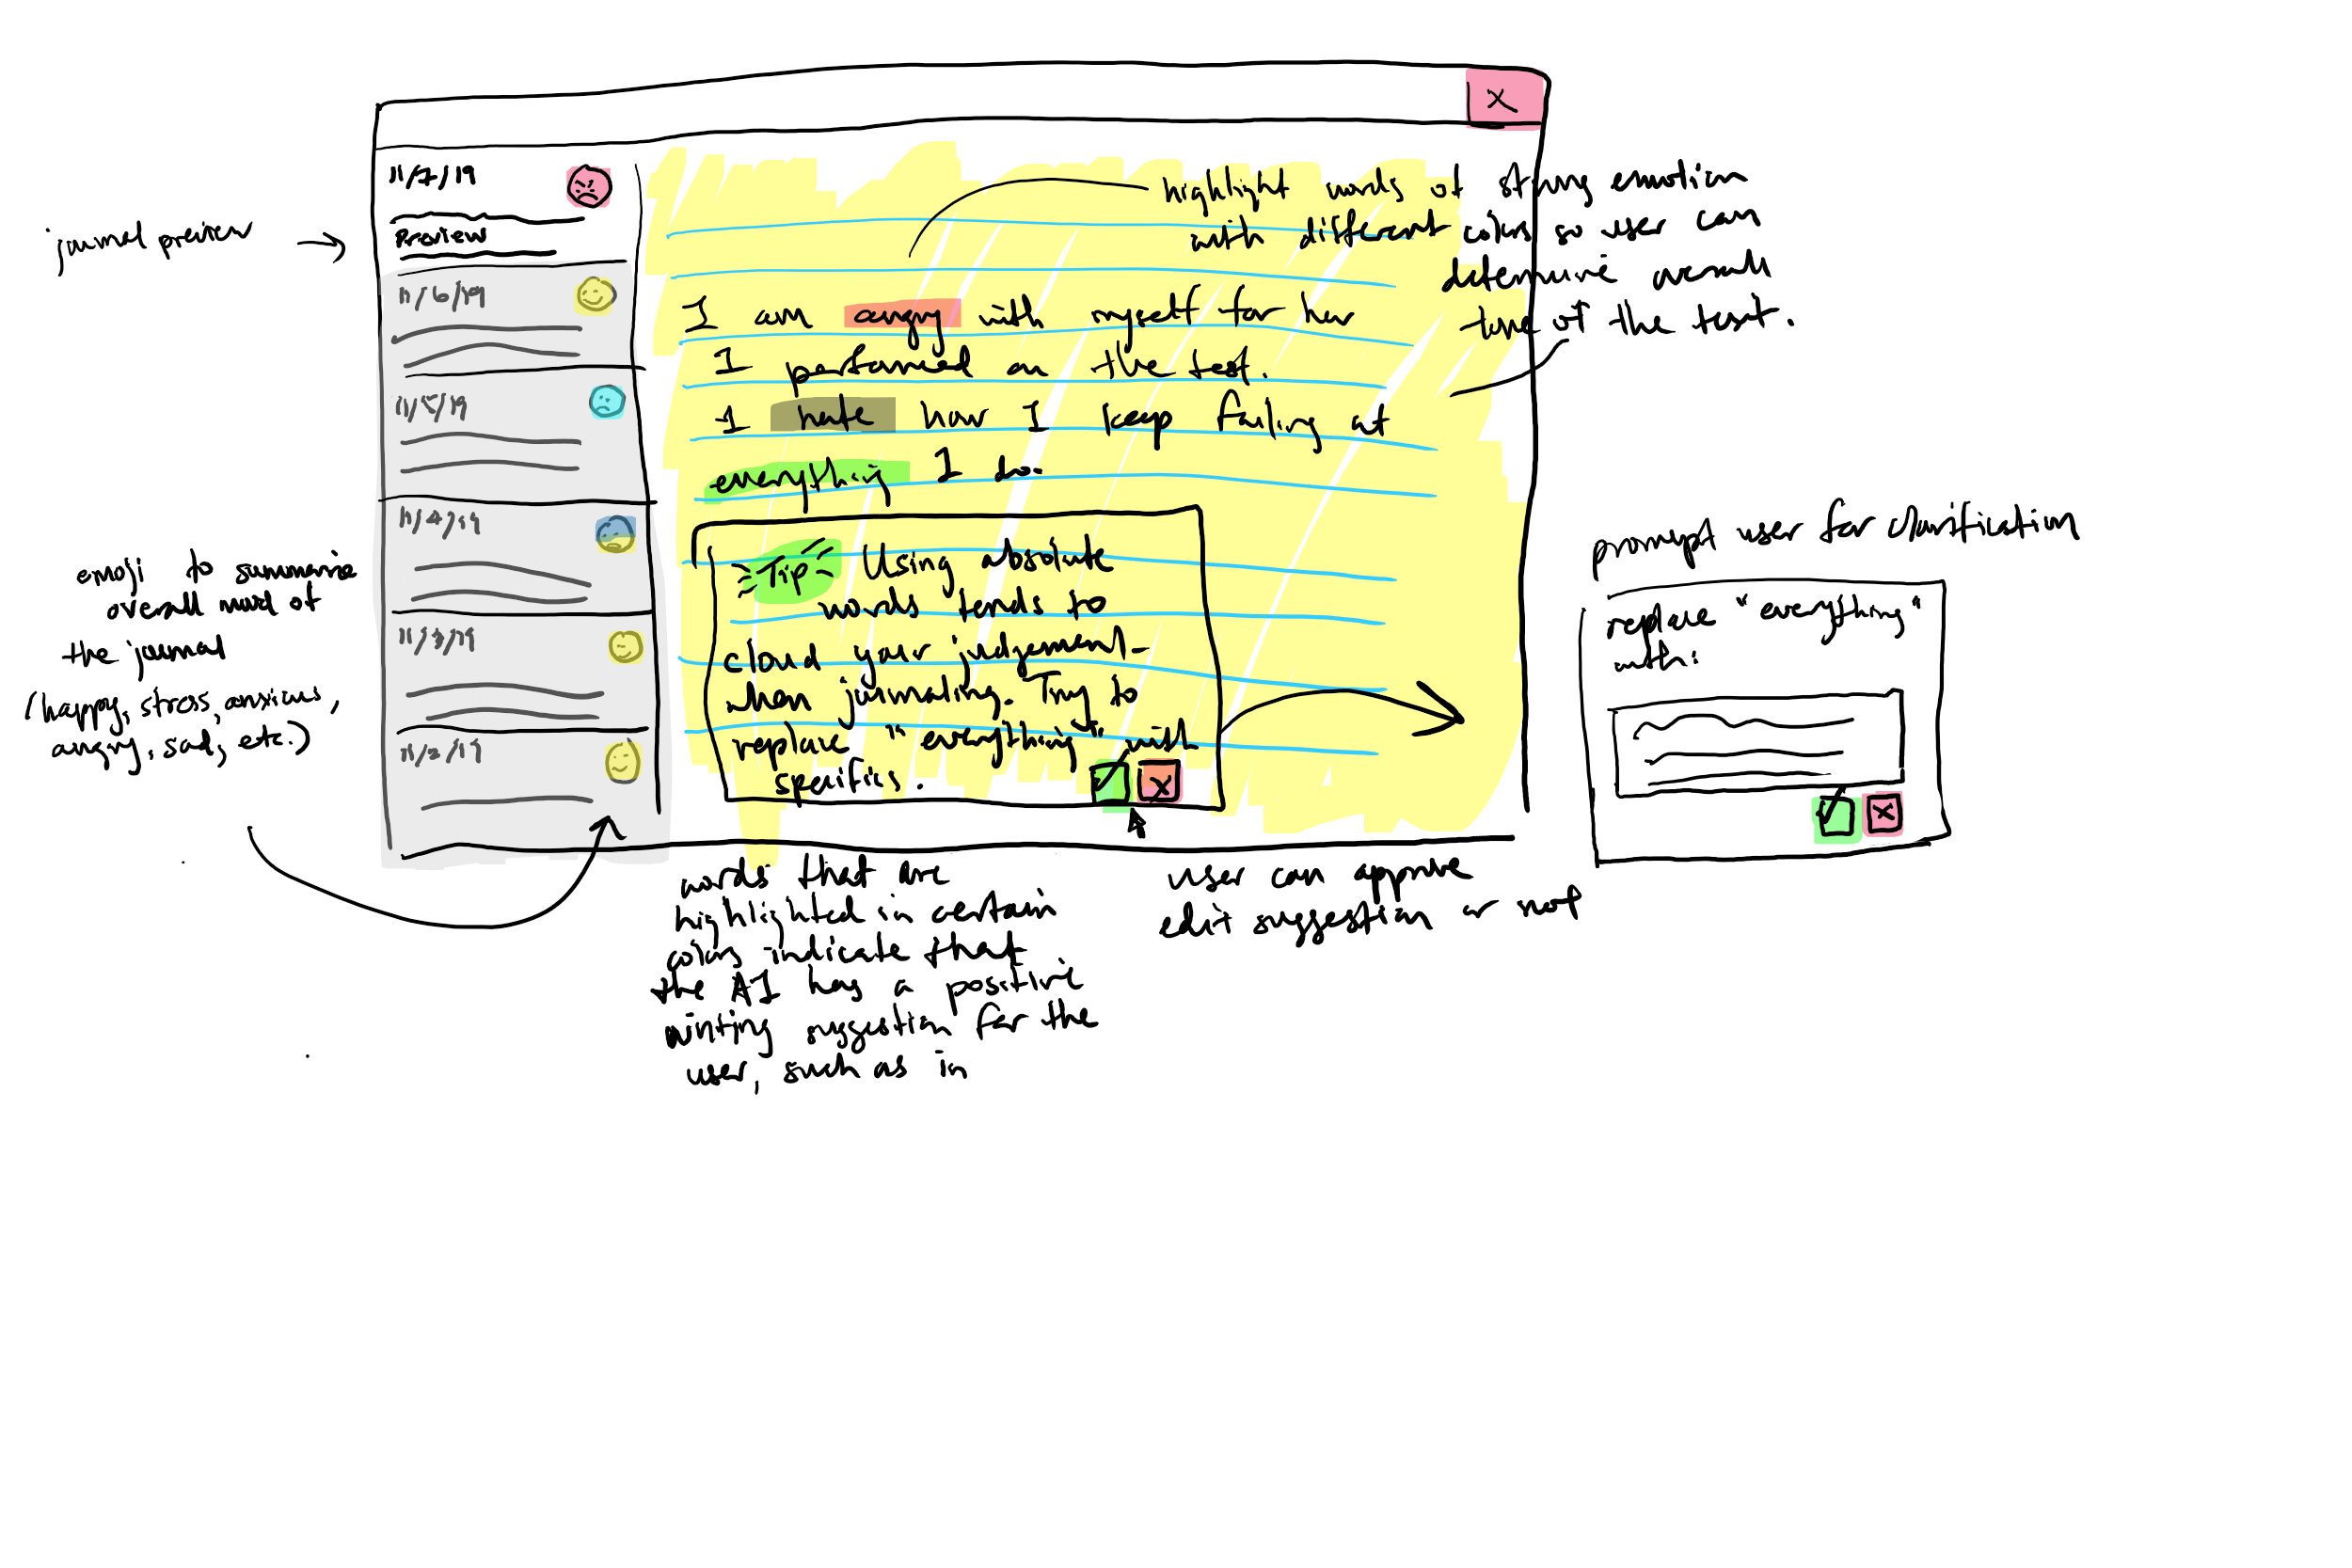 X
11/7/19
Preview
journal preview
11/6/19
11/5/19
11/4/19
11/3/19
11/2/19
emoji to summarize
overall mood of
the journal
(happy, stress, anxious,
angry, sad, etc.)
highlight words of strong emotion
with different colors so user can
determine overall
tone of the text.
I am angry with myself for how
I performed on the test.
I hate how I keep failing at
everything I do.
Tip Using absolute
words tends to
cloud your judgement
when journaling. Try to
replace "everything" with
specifics.
X
words that are
highlighted in certain
colors indicate that
the AI has a positive
writing suggestion for the
user, such as in
user can approve
edit suggestion or not
prompt user for clarification
replace "everything"
with:
X